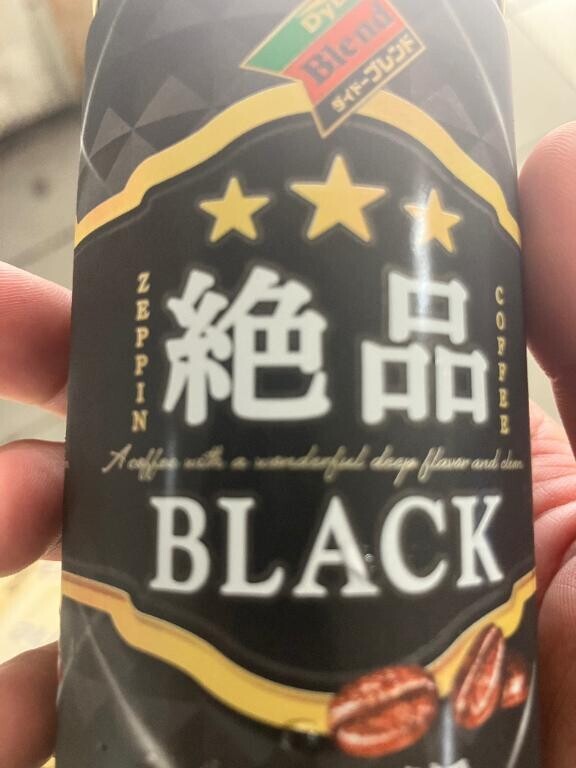 Blend
ダイドーブレンド
絶品
ZEPPIN
COFFEE
A coffee with a wonderful deep flavor and clean
BLACK